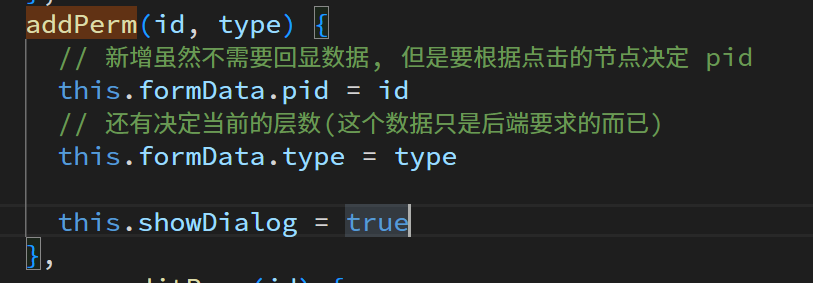 },
addPerm(id, type) {
// 新增虽然不需要回显数据, 但是要根据点击的节点决定 pid
this.formData.pid = id
// 还有决定当前的层数(这个数据只是后端要求的而已)
this.formData.type = type
this.showDialog = true
},